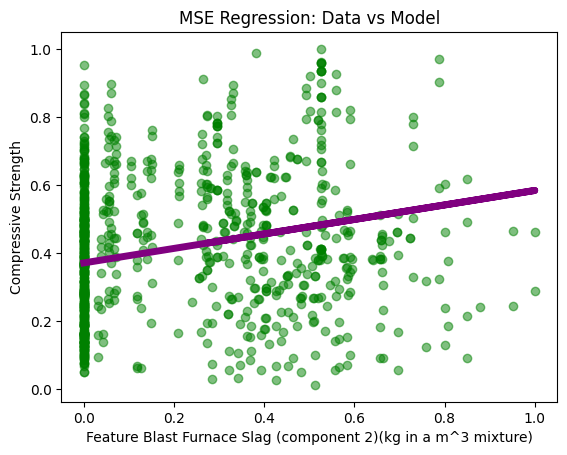 MSE Regression: Data vs Model
Compressive Strength
1.0
0.8
0.6
0.4
0.2
0.0
0.0 0.2 0.4 0.6 0.8 1.0
Feature Blast Furnace Slag (component 2)(kg in a m^3 mixture)